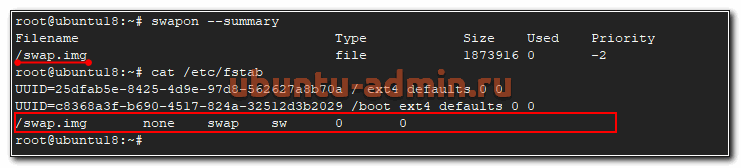 root@ubuntu18:~# swapon --summary
Filename Type Size Used Priority
/swap.img file 1873916 0 -2
root@ubuntu18:~# cat /etc/fstab
UUID=25dfab5e-8425-4d9e-97d8-562627a8b70a / ext4 defaults 0 0
UUID=c8368a3f-b690-4517-824a-32512d3b2029 /boot ext4 defaults 0 0
/swap.img none swap sw 0 0
root@ubuntu18:~#
ubuntu-admin.ru